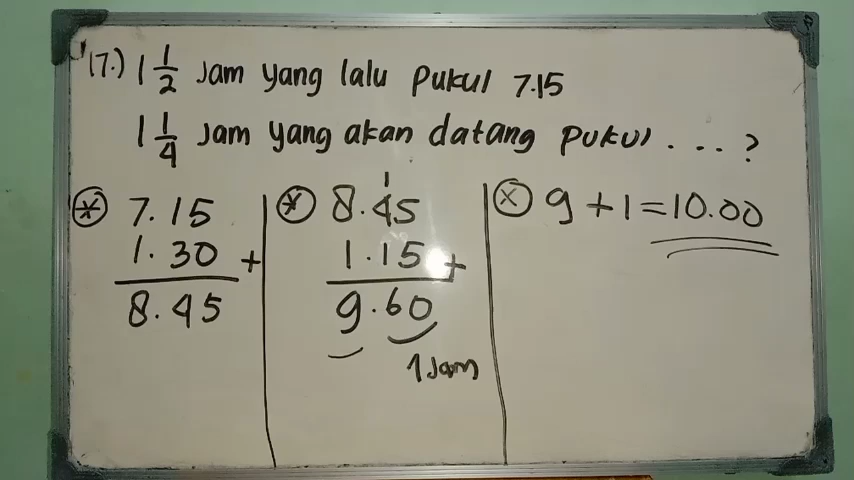 17.) 1 1/2 Jam yang lalu Pukul 7.15
1 1/4 Jam yang akan datang Pukul . . . ?
* 7.15
1.30 +
8.45
* 1
8.45
1.15 +
9.60
1 Jam
x 9 + 1 = 10.00